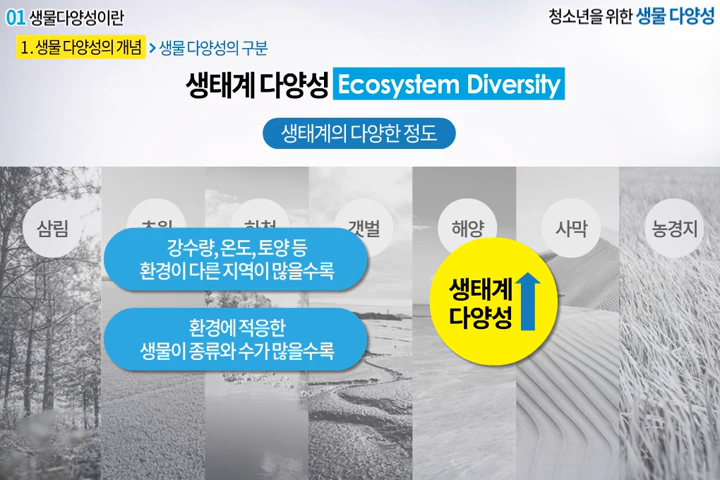 01 생물다양성이란
청소년을 위한 생물 다양성
1. 생물 다양성의 개념 > 생물 다양성의 구분
생태계 다양성 Ecosystem Diversity
생태계의 다양한 정도
삼림
갯벌
해양
사막
농경지
강수량, 온도, 토양 등
환경이 다른 지역이 많을수록
환경에 적응한
생물이 종류와 수가 많을수록
생태계
다양성